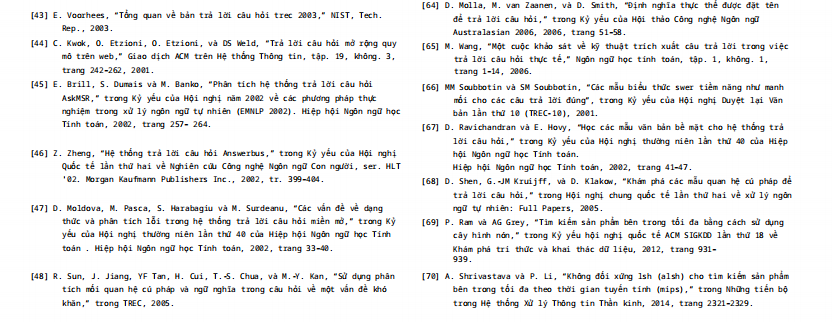 [43] E. Voorhees, “Tổng quan về bản trả lời câu hỏi trec 2003,” NIST, Tech.
Rep., 2003.
[44] C. Kwok, O. Etzioni, O. Etzioni, và DS Weld, “Trả lời câu hỏi mở rộng quy
mô trên web,” Giao dịch ACM trên Hệ thống Thông tin, tập. 19, không. 3,
trang 242–262, 2001.
[45] E. Brill, S. Dumais và M. Banko, “Phân tích hệ thống trả lời câu hỏi
AskMSR,” trong Kỷ yếu của Hội nghị năm 2002 về các phương pháp thực
nghiệm trong xử lý ngôn ngữ tự nhiên (EMNLP 2002). Hiệp hội Ngôn ngữ học
Tính toán, 2002, trang 257– 264.
[46] Z. Zheng, “Hệ thống trả lời câu hỏi Answerbus,” trong Kỷ yếu của Hội nghị
Quốc tế lần thứ hai về Nghiên cứu Công nghệ Ngôn ngữ Con người, ser. HLT
'02. Morgan Kaufmann Publishers Inc., 2002, tr. 399–404.
[47] D. Moldova, M. Pasca, S. Harabagiu và M. Surdeanu, “Các vấn đề về dạng
thức và phân tích lỗi trong hệ thống trả lời câu hỏi miền mở,” trong Kỷ
yếu của Hội nghị thường niên lần thứ 40 của Hiệp hội Ngôn ngữ học Tính
toán . Hiệp hội Ngôn ngữ học Tính toán, 2002, trang 33–40.
[48] R. Sun, J. Jiang, YF Tan, H. Cui, T.-S. Chua, và M.-Y. Kan, “Sử dụng phân
tích mối quan hệ cú pháp và ngữ nghĩa trong câu hỏi về một vấn đề khó
khăn,” trong TREC, 2005.
[64] D. Molla, M. van Zaanen, và D. Smith, “Định nghĩa thực thể được đặt tên
để trả lời câu hỏi,” trong Kỷ yếu của Hội thảo Công nghệ Ngôn ngữ
Australasian 2006, 2006, trang 51–58.
[65] M. Wang, “Một cuộc khảo sát về kỹ thuật trích xuất câu trả lời trong việc
trả lời câu hỏi thực tế,” Ngôn ngữ học tính toán, tập. 1, không. 1,
trang 1–14, 2006.
[66] MM Soubbotin và SM Soubbotin, “Các mẫu biểu thức swer tiềm năng như manh
mối cho các câu trả lời đúng”, trong Kỷ yếu của Hội nghị Duyệt lại Văn
bản lần thứ 10 (TREC-10), 2001.
[67] D. Ravichandran và E. Hovy, “Học các mẫu văn bản bề mặt cho hệ thống trả
lời câu hỏi,” trong Kỷ yếu của Hội nghị thường niên lần thứ 40 của Hiệp
hội Ngôn ngữ học Tính toán.
Hiệp hội Ngôn ngữ học Tính toán, 2002, trang 41–47.
[68] D. Shen, G.-JM Kruijff, và D. Klakow, “Khám phá các mẫu quan hệ cú pháp để
trả lời câu hỏi,” trong Hội nghị chung quốc tế lần thứ hai về xử lý ngôn
ngữ tự nhiên: Full Papers, 2005.
[69] P. Ram và AG Grey, “Tìm kiếm sản phẩm bên trong tối đa bằng cách sử dụng
cây hình nón,” trong Kỷ yếu hội nghị quốc tế ACM SIGKDD lần thứ 18 về
Khám phá tri thức và khai thác dữ liệu, 2012, trang 931–
939.
[70] A. Shrivastava và P. Li, “Không đối xứng lsh (alsh) cho tìm kiếm sản phẩm
bên trong tối đa theo thời gian tuyến tính (mips),” trong Những tiến bộ
trong Hệ thống Xử lý Thông tin Thần kinh, 2014, trang 2321–2329.